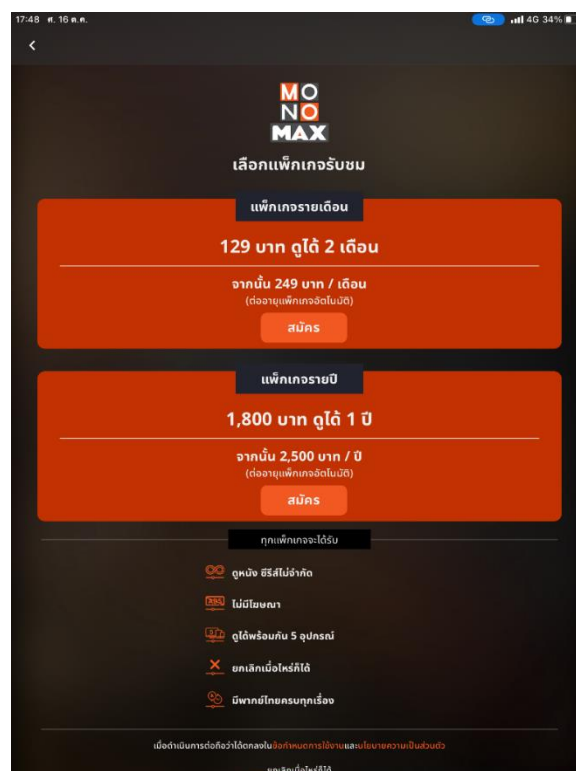 17:48 ศ. 16 ต.ค.
4G 34%
MO
NO
MAX
เลือกแพ็กเกจรับชม
แพ็กเกจรายเดือน
129 บาท ดูได้ 2 เดือน
จากนั้น 249 บาท / เดือน
(ต่ออายุแพ็กเกจอัตโนมัติ)
สมัคร
แพ็กเกจรายปี
1,800 บาท ดูได้ 1 ปี
จากนั้น 2,500 บาท / ปี
(ต่ออายุแพ็กเกจอัตโนมัติ)
สมัคร
ทุกแพ็กเกจจะได้รับ
ดูหนัง ซีรีส์ไม่จำกัด
ไม่มีโฆษณา
ดูได้พร้อมกัน 5 อุปกรณ์
ยกเลิกเมื่อไหร่ก็ได้
มีพากย์ไทยครบทุกเรื่อง
เมื่อดำเนินการต่อถือว่าได้ตกลงในข้อกำหนดการใช้งานและนโยบายความเป็นส่วนตัว
ยกเลิกเมื่อไหร่ก็ได้